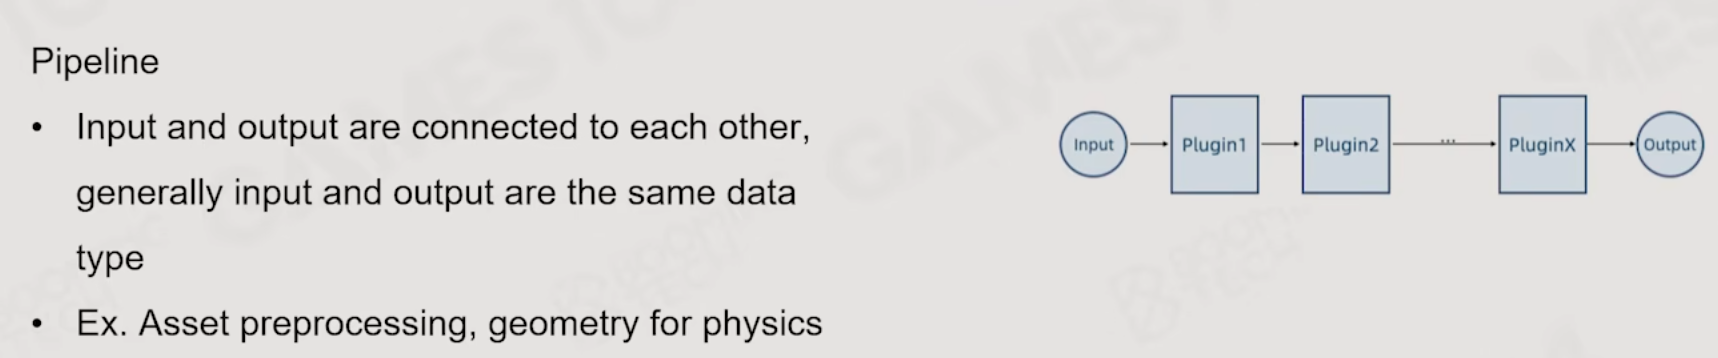 Pipeline
• Input and output are connected to each other,
generally input and output are the same data
type
• Ex. Asset preprocessing, geometry for physics
Input
Plugin1
Plugin2
...
PluginX
Output